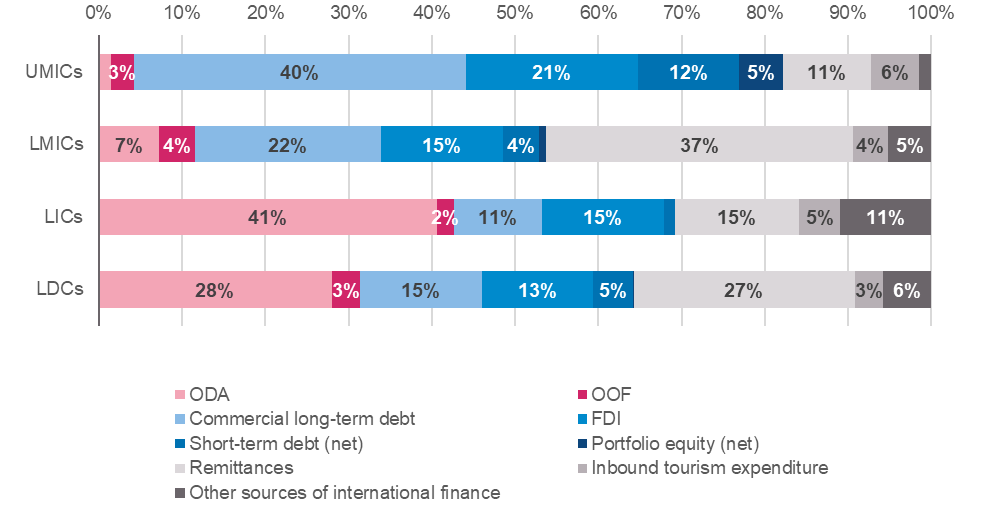 0% 10% 20% 30% 40% 50% 60% 70% 80% 90% 100%
UMICs 3% 40% 21% 12% 5% 11% 6%
LMICs 7% 4% 22% 15% 4% 37% 4% 5%
LICs 41% 2% 11% 15% 15% 5% 11%
LDCs 28% 3% 15% 13% 5% 27% 3% 6%
ODA OOF
Commercial long-term debt FDI
Short-term debt (net) Portfolio equity (net)
Remittances Inbound tourism expenditure
Other sources of international finance